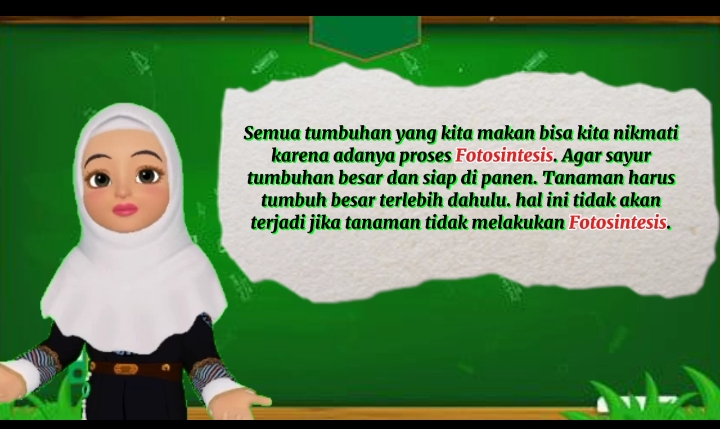 Semua tumbuhan yang kita makan bisa kita nikmati
karena adanya proses Fotosintesis. Agar sayur
tumbuhan besar dan siap di panen. Tanaman harus
tumbuh besar terlebih dahulu. hal ini tidak akan
terjadi jika tanaman tidak melakukan Fotosintesis.